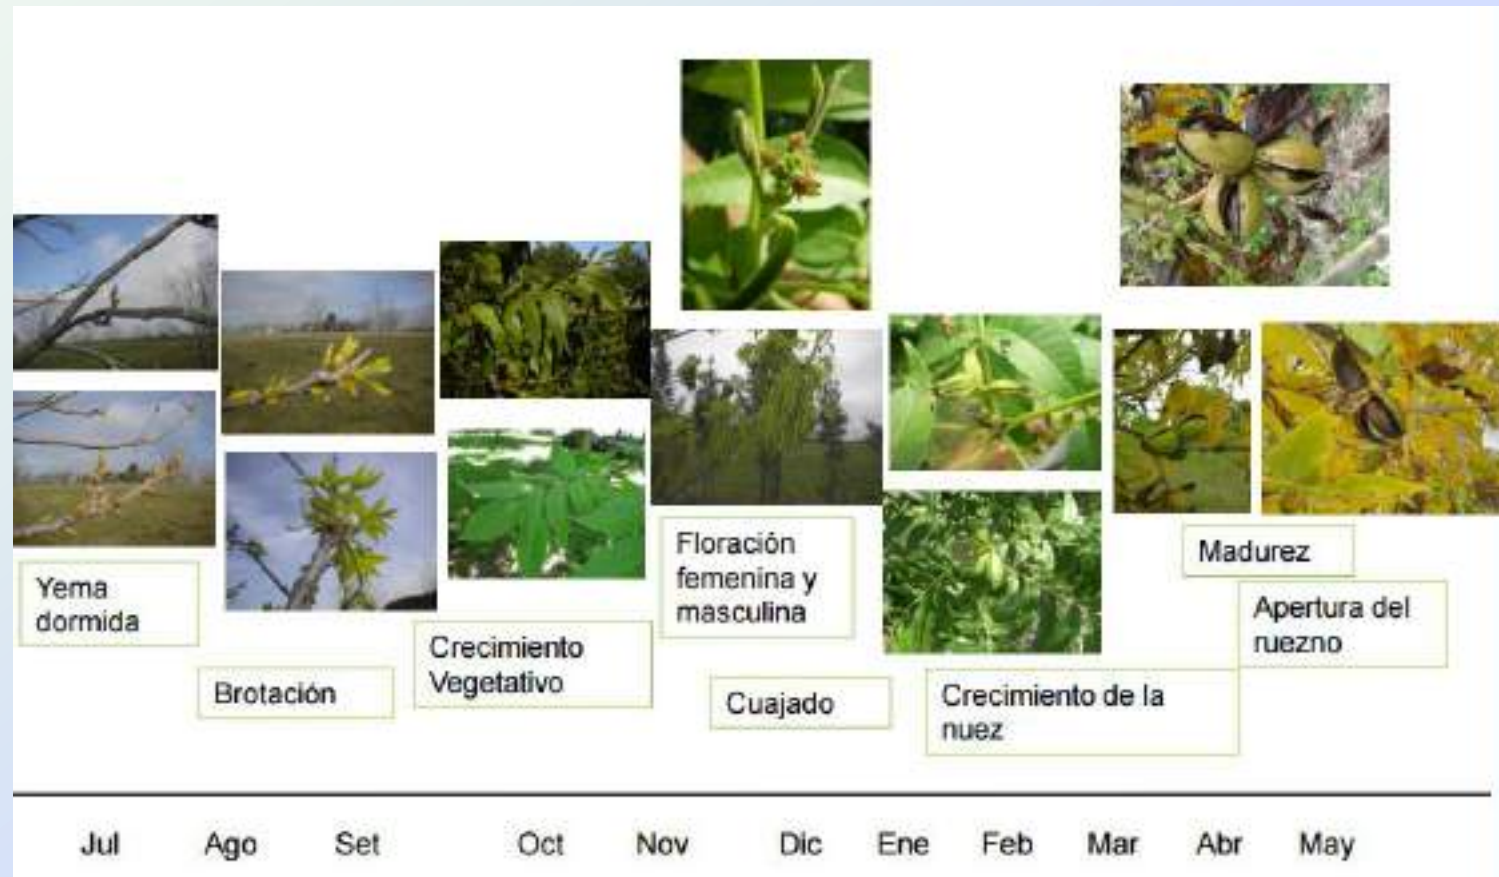 Yema
dormida
Brotación
Crecimiento
Vegetativo
Floración
femenina y
masculina
Cuajado
Crecimiento de la
nuez
Madurez
Apertura del
ruezno
Jul Ago Set Oct Nov Dic Ene Feb Mar Abr May